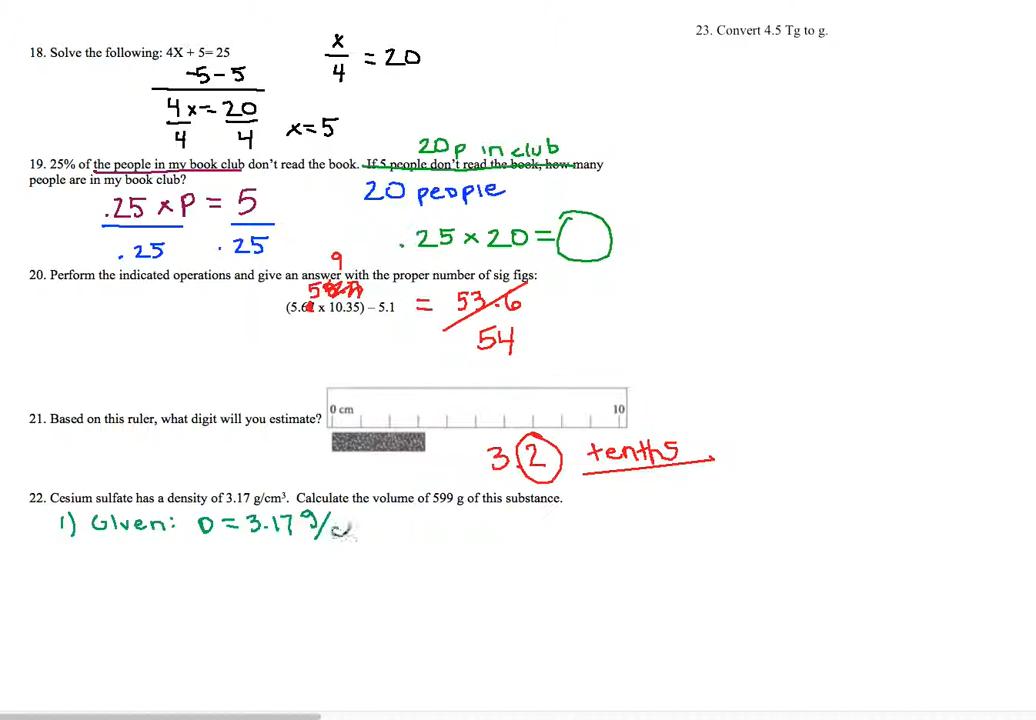 23. Convert 4.5 Tg to g.
18. Solve the following: 4X + 5= 25
x/4 = 20
-5 - 5
4x = 20
4 4
x=5
20 p in club
19. 25% of the people in my book club don't read the book. If 5 people don't read the book, how many
people are in my book club?
20 people
.25 x P = 5
.25 .25
.25 x 20 =
9
20. Perform the indicated operations and give an answer with the proper number of sig figs:
x 10.35) – 5.1 = 53.6
54
0 cm 10
21. Based on this ruler, what digit will you estimate?
3.2 tenths
22. Cesium sulfate has a density of 3.17 g/cm³. Calculate the volume of 599 g of this substance.
1) Given: D = 3.17 g/